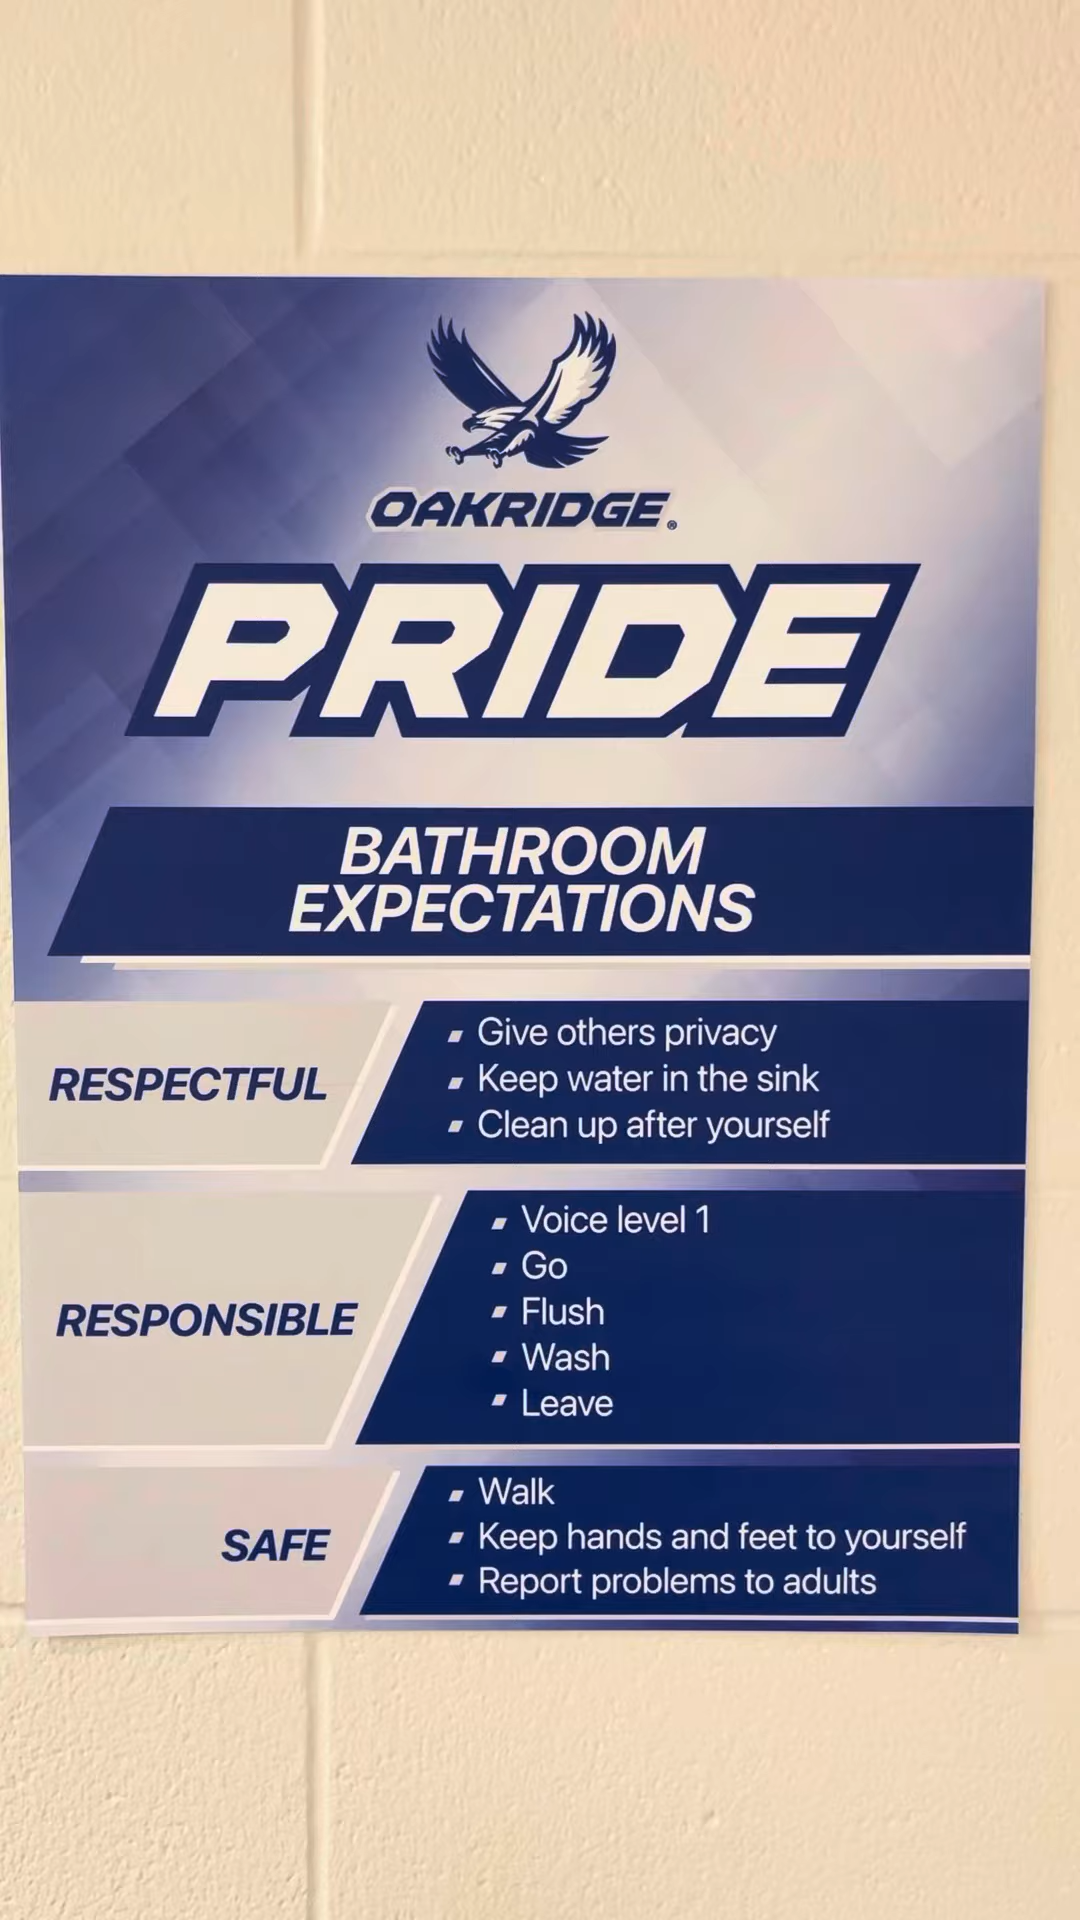 OAKRIDGE®
PRIDE
BATHROOM
EXPECTATIONS
RESPECTFUL
▪ Give others privacy
▪ Keep water in the sink
▪ Clean up after yourself
RESPONSIBLE
▪ Voice level 1
▪ Go
▪ Flush
▪ Wash
▪ Leave
SAFE
▪ Walk
▪ Keep hands and feet to yourself
▪ Report problems to adults